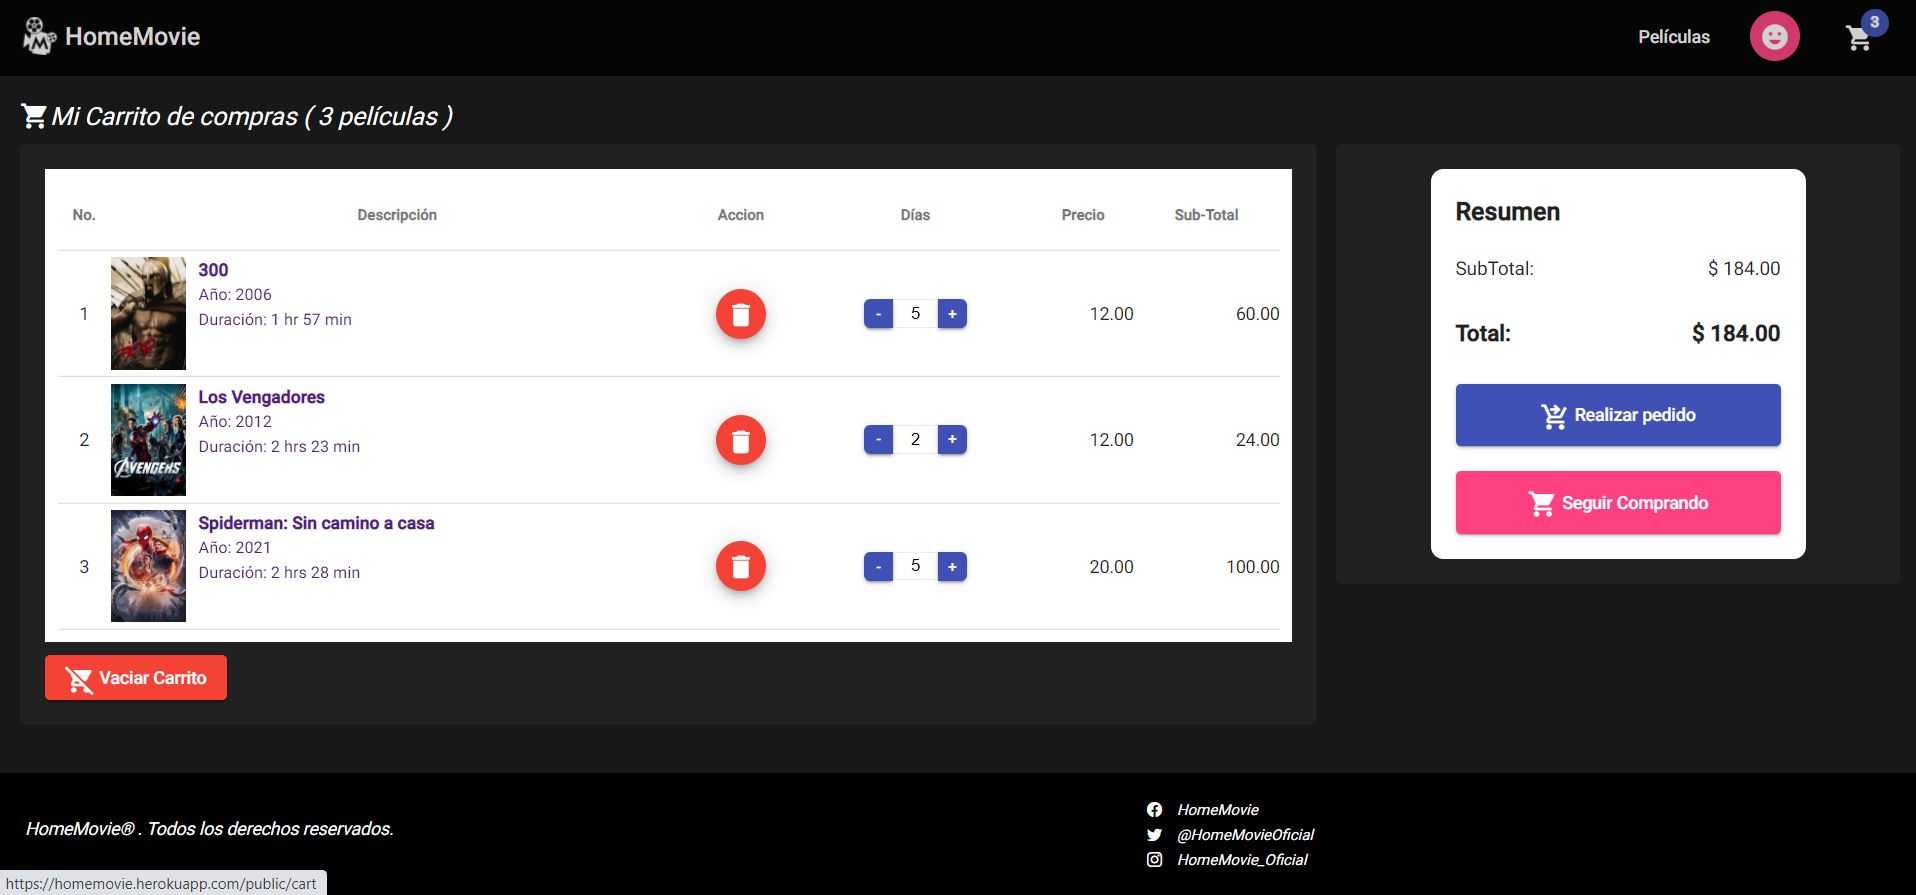 HomeMovie
Películas
3
Mi Carrito de compras ( 3 películas )
No. Descripción Accion Días Precio Sub-Total
1
300
Año: 2006
Duración: 1 hr 57 min
- 5 + 12.00 60.00
2
Los Vengadores
Año: 2012
Duración: 2 hrs 23 min
AVENGERS
- 2 + 12.00 24.00
3
Spiderman: Sin camino a casa
Año: 2021
Duración: 2 hrs 28 min
- 5 + 20.00 100.00
Vaciar Carrito
Resumen
SubTotal: $ 184.00
Total: $ 184.00
Realizar pedido
Seguir Comprando
HomeMovie® . Todos los derechos reservados.
HomeMovie
@HomeMovieOficial
HomeMovie_Oficial
https://homemovie.herokuapp.com/public/cart